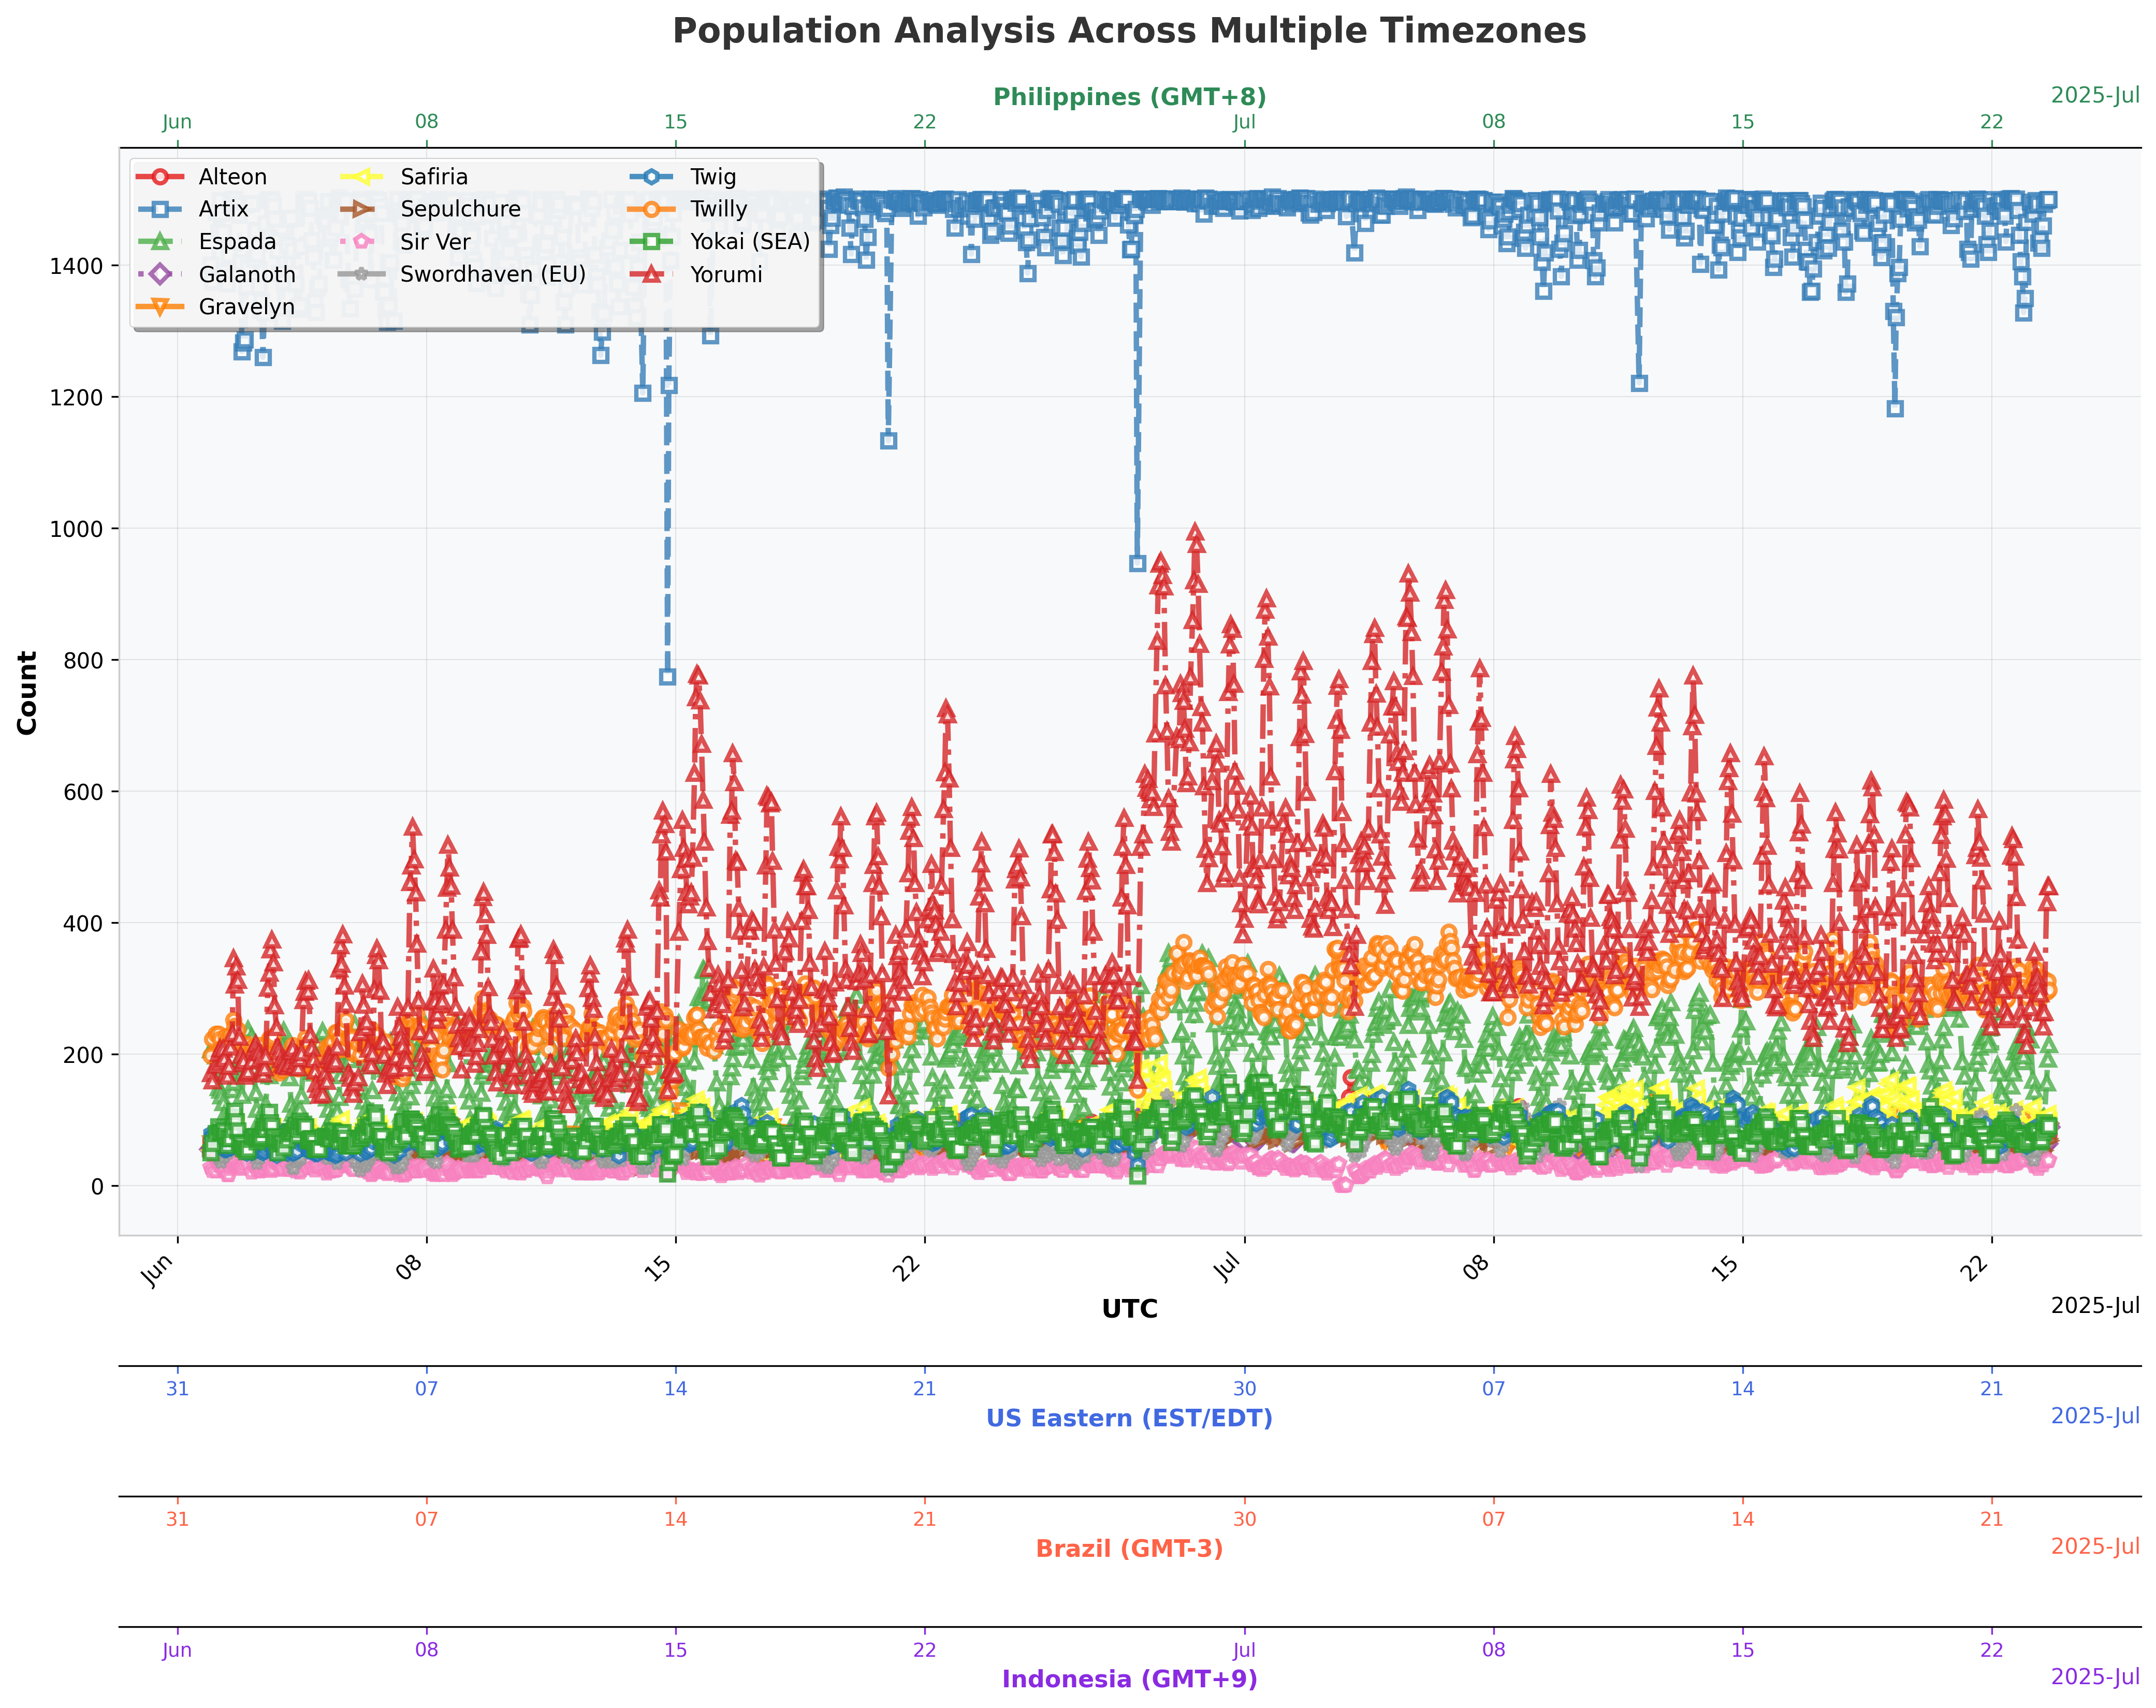 Population Analysis Across Multiple Timezones
Philippines (GMT+8)
2025-Jul
Jun 08 15 22 Jul 08 15 22
Alteon Safiria Twig
Artix Sepulchure Twilly
Espada Sir Ver Yokai (SEA)
Galanoth Swordhaven (EU) Yorumi
Gravelyn
Count
1400
1200
1000
800
600
400
200
0
Jun 08 15 22 Jul 08 15 22
UTC
2025-Jul
31 07 14 21 30 07 14 21
US Eastern (EST/EDT)
2025-Jul
31 07 14 21 30 07 14 21
Brazil (GMT-3)
2025-Jul
Jun 08 15 22 Jul 08 15 22
Indonesia (GMT+9)
2025-Jul